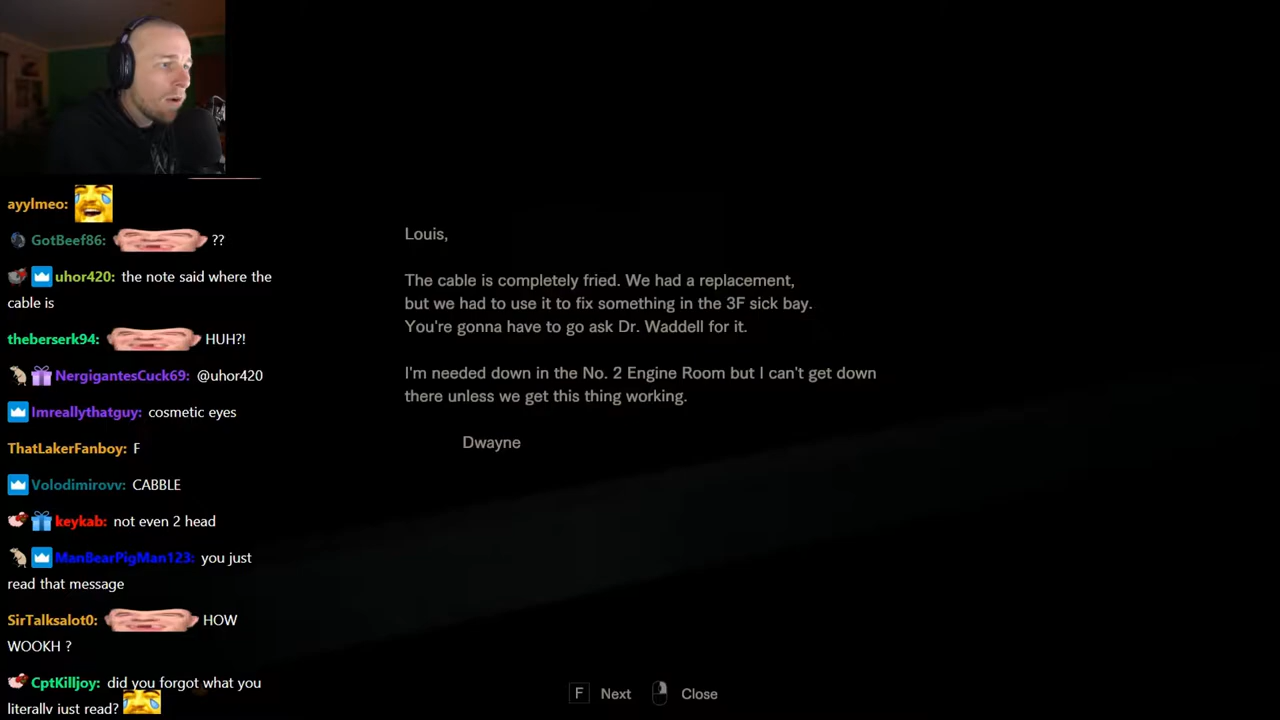 ayylmeo:
GotBeef86: ??
uhor420: the note said where the
cable is
theberserk94: HUH?!
NergigantesCuck69: @uhor420
Imreallythatguy: cosmetic eyes
ThatLakerFanboy: F
Volodimirovv: CABBLE
keykab: not even 2 head
ManBearPigMan123: you just
read that message
SirTalksalot0: HOW
WOOKH ?
CptKilljoy: did you forgot what you
literally just read?
Louis,
The cable is completely fried. We had a replacement,
but we had to use it to fix something in the 3F sick bay.
You're gonna have to go ask Dr. Waddell for it.
I'm needed down in the No. 2 Engine Room but I can't get down
there unless we get this thing working.
Dwayne
F Next Close